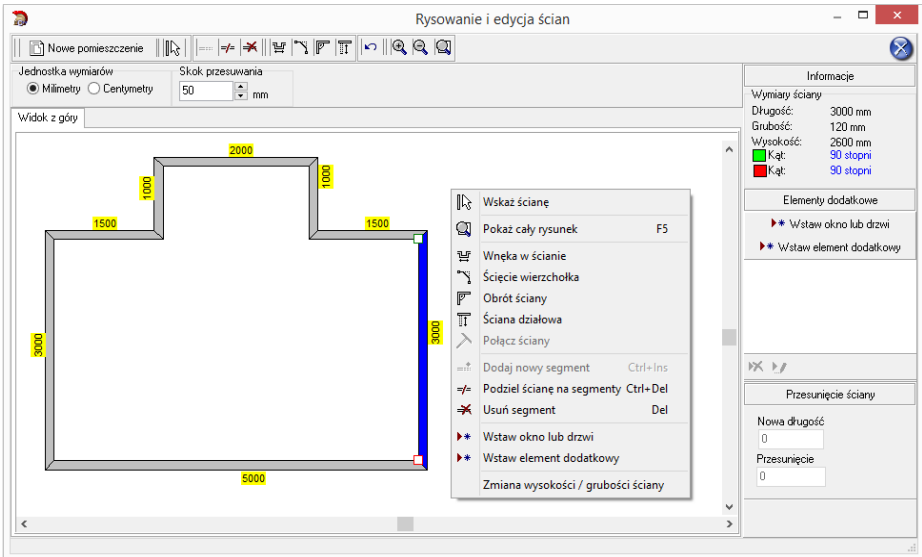 Rysowanie i edycja ścian
Nowe pomieszczenie
Jednostka wymiarów
Milimetry Centymetry
Skok przesuwania
50 mm
Widok z góry
2000
1000
1000
1500
1500
3000
3000
5000
Wskaż ścianę
Pokaż cały rysunek F5
Wnęka w ścianie
Ścięcie wierzchołka
Obrót ściany
Ściana działowa
Połącz ściany
Dodaj nowy segment Ctrl+Ins
Podziel ścianę na segmenty Ctrl+Del
Usuń segment Del
Wstaw okno lub drzwi
Wstaw element dodatkowy
Zmiana wysokości / grubości ściany
Informacje
Wymiary ściany
Długość: 3000 mm
Grubość: 120 mm
Wysokość: 2600 mm
Kąt: 90 stopni
Kąt: 90 stopni
Elementy dodatkowe
Wstaw okno lub drzwi
Wstaw element dodatkowy
Przesunięcie ściany
Nowa długość
0
Przesunięcie
0